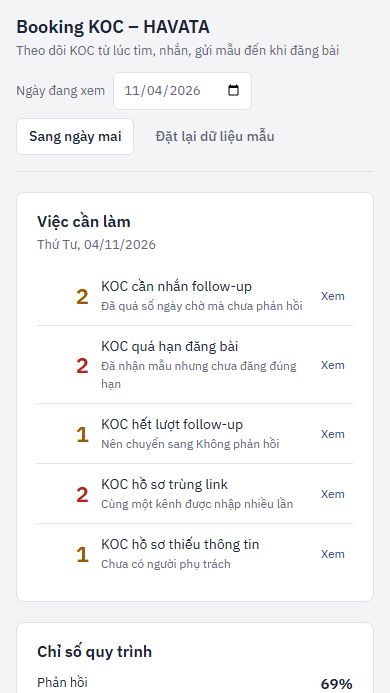 Booking KOC – HAVATA
Theo dõi KOC từ lúc tìm, nhắn, gửi mẫu đến khi đăng bài
Ngày đang xem 11/04/2026
Sang ngày mai Đặt lại dữ liệu mẫu
Việc cần làm
Thứ Tư, 04/11/2026
2 KOC cần nhắn follow-up Xem
Đã quá số ngày chờ mà chưa phản hồi
2 KOC quá hạn đăng bài Xem
Đã nhận mẫu nhưng chưa đăng đúng
hạn
1 KOC hết lượt follow-up Xem
Nên chuyển sang Không phản hồi
2 KOC hồ sơ trùng link Xem
Cùng một kênh được nhập nhiều lần
1 KOC hồ sơ thiếu thông tin Xem
Chưa có người phụ trách
Chỉ số quy trình
Phản hồi 69%